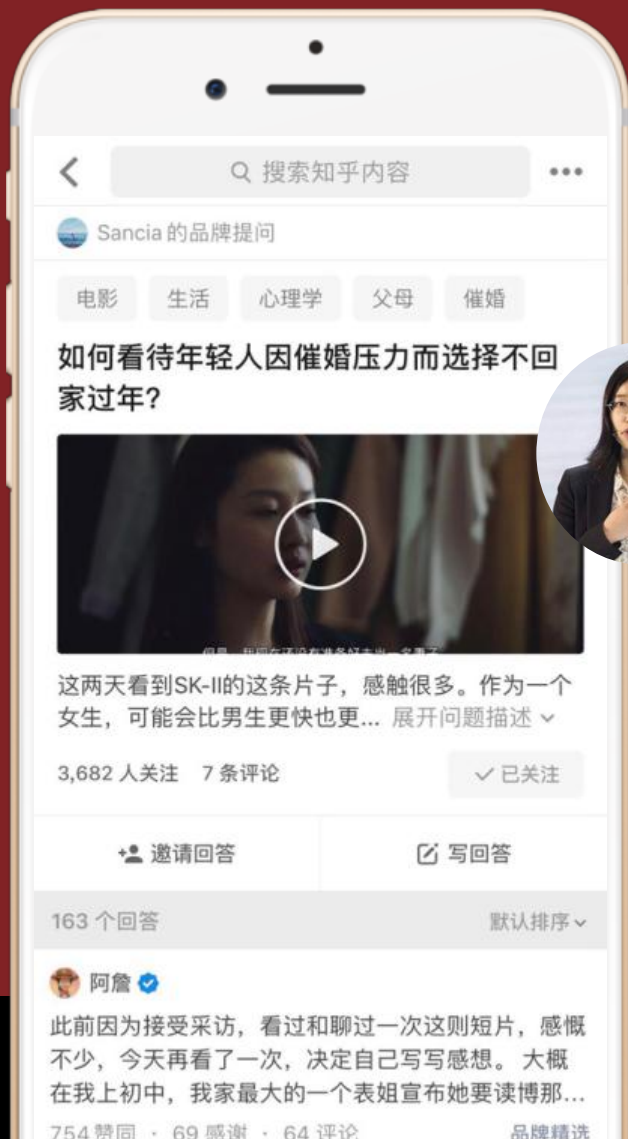 搜索知乎内容
Sancia 的品牌提问
电影 生活 心理学 父母 催婚
如何看待年轻人因催婚压力而选择不回
家过年?
这两天看到SK-II的这条片子，感触很多。作为一个
女生，可能会比男生更快也更... 展开问题描述
3,682 人关注 7 条评论 已关注
邀请回答 写回答
163 个回答 默认排序
阿詹
此前因为接受采访，看过和聊过一次这则短片，感慨
不少，今天再看了一次，决定自己写写感想。 大概
在我上初中，我家最大的一个表姐宣布她要读博那...
754 赞同 · 69 感谢 · 64 评论 品牌精选